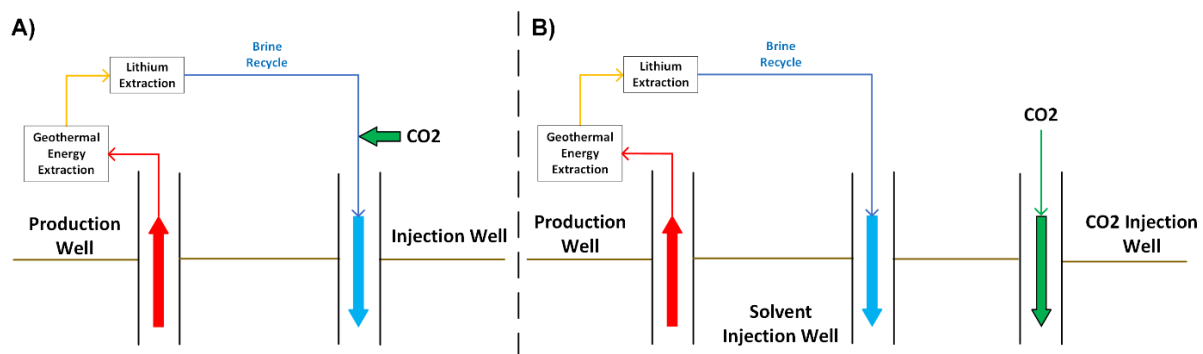 A)
Lithium
Extraction
Brine
Recycle
Geothermal
Energy
Extraction
CO2
Production
Well
Injection Well
B)
Lithium
Extraction
Brine
Recycle
Geothermal
Energy
Extraction
CO2
Production
Well
CO2 Injection
Well
Solvent
Injection Well